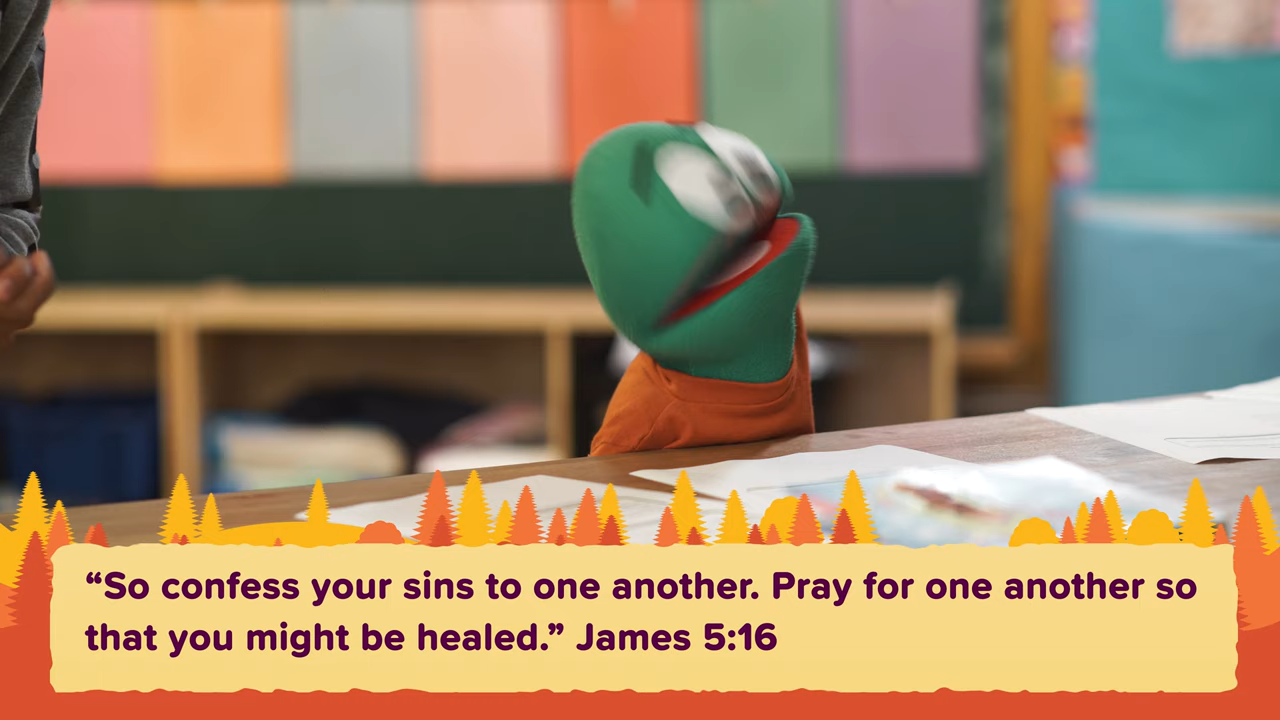 “So confess your sins to one another. Pray for one another so
that you might be healed.” James 5:16